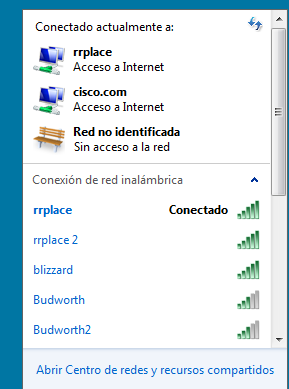 Conectado actualmente a:
rrplace
Acceso a Internet
cisco.com
Acceso a Internet
Red no identificada
Sin acceso a la red
Conexión de red inalámbrica
rrplace Conectado
rrplace 2
blizzard
Budworth
Budworth2
Abrir Centro de redes y recursos compartidos